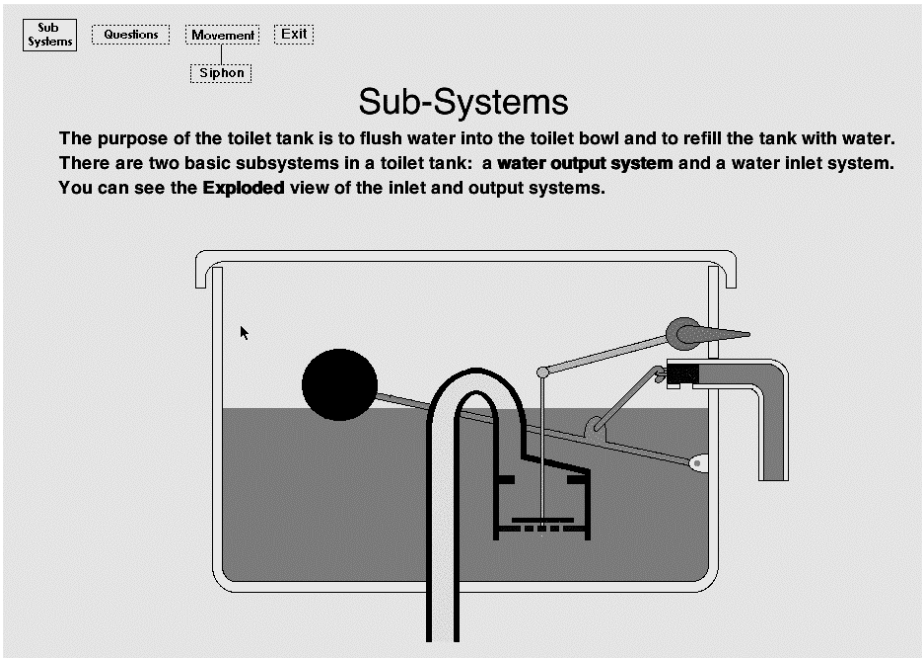 Sub
Systems
Questions
Movement
Exit
Siphon
Sub-Systems
The purpose of the toilet tank is to flush water into the toilet bowl and to refill the tank with water.
There are two basic subsystems in a toilet tank: a water output system and a water inlet system.
You can see the Exploded view of the inlet and output systems.